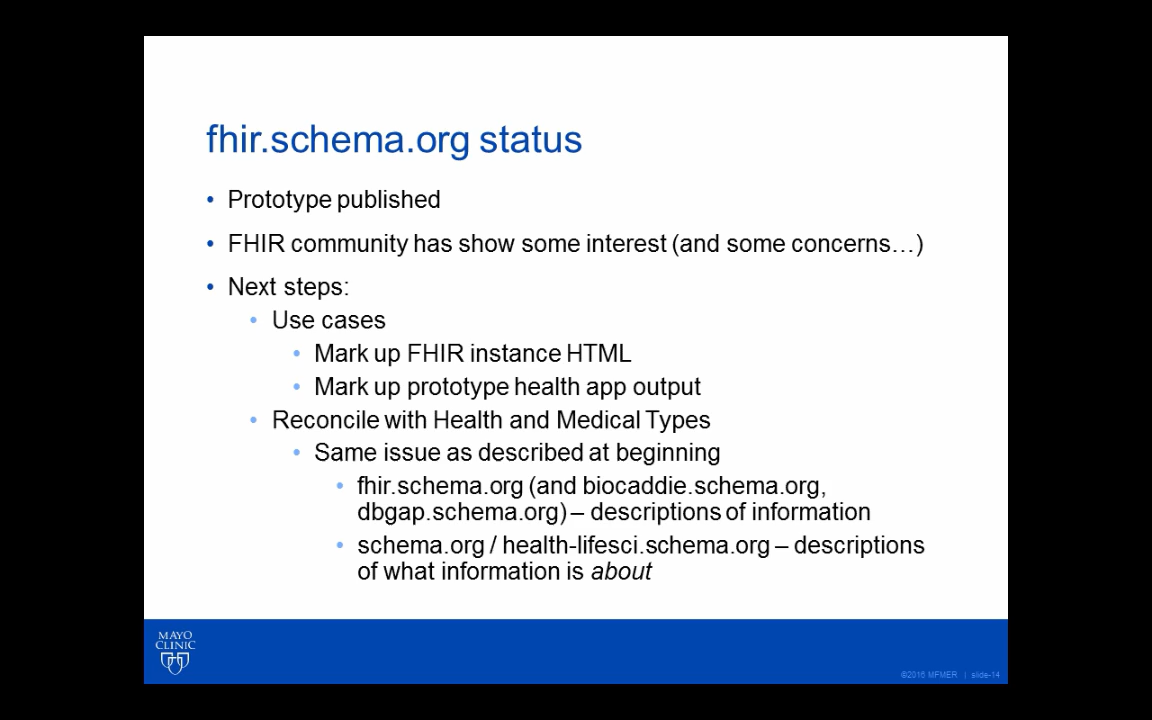 fhir.schema.org status
• Prototype published
• FHIR community has show some interest (and some concerns…)
• Next steps:
• Use cases
• Mark up FHIR instance HTML
• Mark up prototype health app output
• Reconcile with Health and Medical Types
• Same issue as described at beginning
• fhir.schema.org (and biocaddie.schema.org,
dbgap.schema.org) – descriptions of information
• schema.org / health-lifesci.schema.org – descriptions
of what information is about
MAYO
CLINIC
©2016 MFMER | slide-14